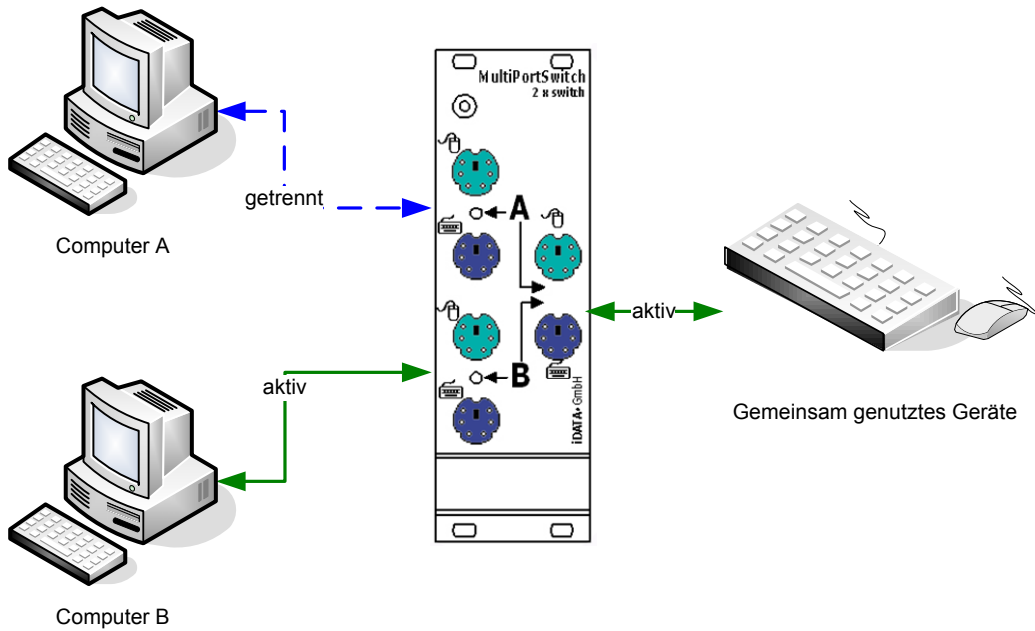 MultiPortSwitch
2 x switch
getrennt
A
Computer A
aktiv
aktiv
B
iDATA•GmbH
Gemeinsam genutztes Geräte
Computer B